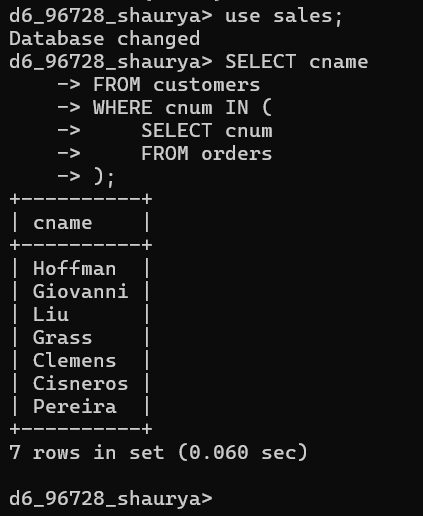 d6_96728_shaurya> use sales;
Database changed
d6_96728_shaurya> SELECT cname
    -> FROM customers
    -> WHERE cnum IN (
    ->     SELECT cnum
    ->     FROM orders
    -> );
+----------+
| cname    |
+----------+
| Hoffman  |
| Giovanni |
| Liu      |
| Grass    |
| Clemens  |
| Cisneros |
| Pereira  |
+----------+
7 rows in set (0.060 sec)

d6_96728_shaurya>